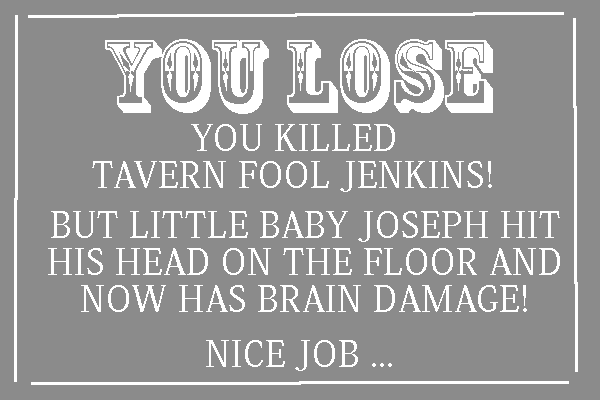 YOU LOSE
YOU KILLED
TAVERN FOOL JENKINS!
BUT LITTLE BABY JOSEPH HIT
HIS HEAD ON THE FLOOR AND
NOW HAS BRAIN DAMAGE!
NICE JOB ...